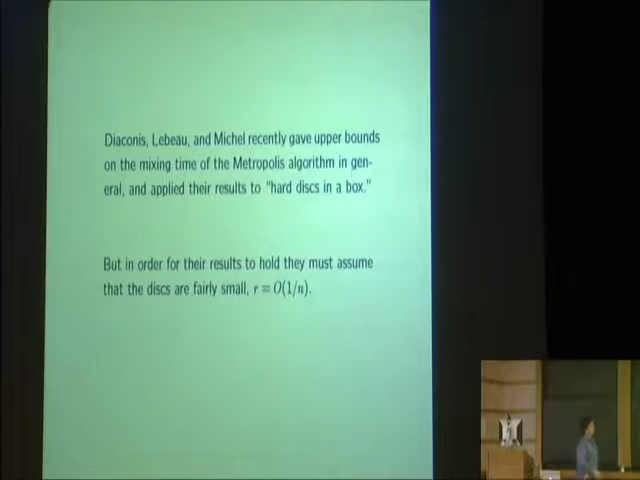 Diaconis, Lebeau, and Michel recently gave upper bounds
on the mixing time of the Metropolis algorithm in gen-
eral, and applied their results to "hard discs in a box."
But in order for their results to hold they must assume
that the discs are fairly small, r = O(1/n).